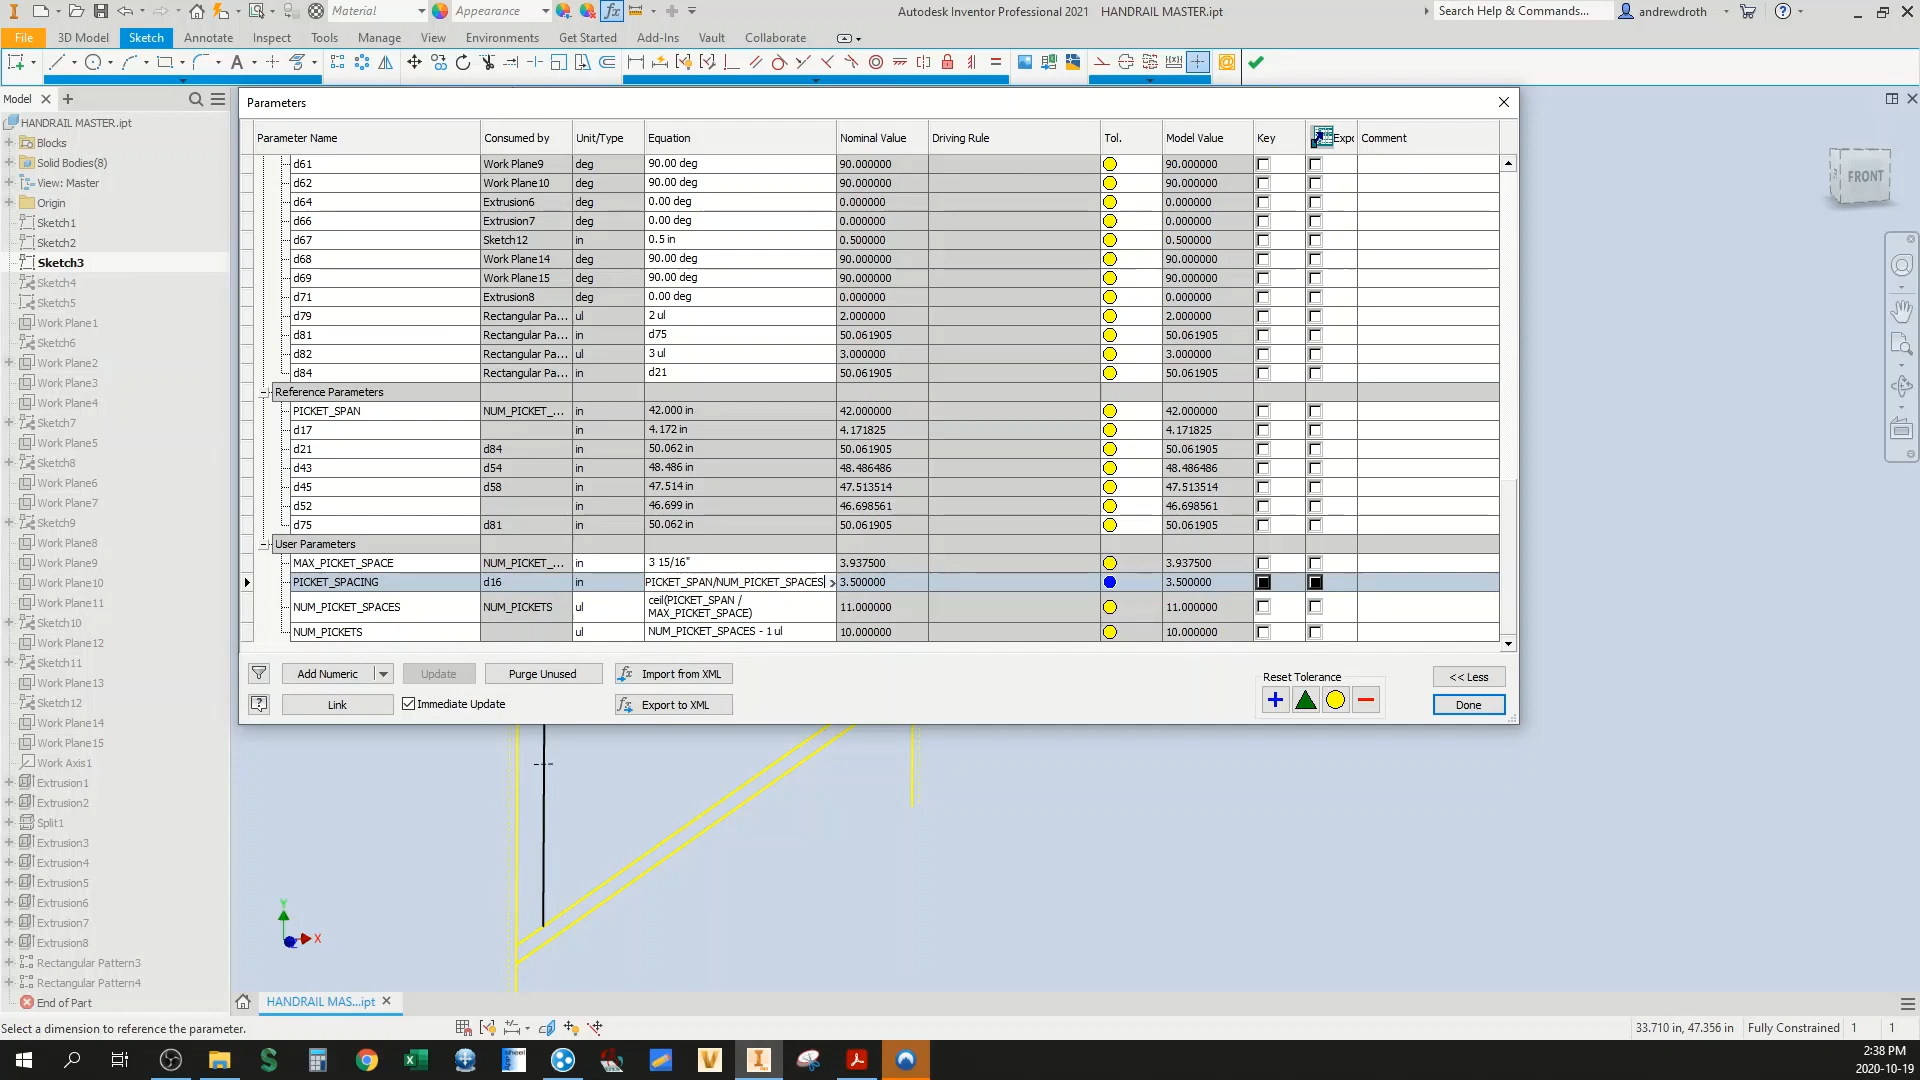 Material
Appearance
Autodesk Inventor Professional 2021 HANDRAIL MASTER.ipt
Search Help & Commands...
andrewdroth
File 3D Model Sketch Annotate Inspect Tools Manage View Environments Get Started Add-Ins Vault Collaborate
Model
HANDRAIL MASTER.ipt
Blocks
Solid Bodies(8)
View: Master
Origin
Sketch1
Sketch2
Sketch3
Sketch4
Sketch5
Work Plane1
Sketch6
Work Plane2
Work Plane3
Work Plane4
Sketch7
Work Plane5
Sketch8
Work Plane6
Work Plane7
Sketch9
Work Plane8
Work Plane9
Work Plane10
Work Plane11
Sketch10
Work Plane12
Sketch11
Work Plane13
Sketch12
Work Plane14
Work Plane15
Work Axis1
Extrusion1
Extrusion2
Split1
Extrusion3
Extrusion4
Extrusion5
Extrusion6
Extrusion7
Extrusion8
Rectangular Pattern3
Rectangular Pattern4
End of Part
Parameters
Parameter Name Consumed by Unit/Type Equation Nominal Value Driving Rule Tol. Model Value Key Expo Comment
d61 Work Plane9 deg 90.00 deg 90.000000 90.000000
d62 Work Plane10 deg 90.00 deg 90.000000 90.000000
d64 Extrusion6 deg 0.00 deg 0.000000 0.000000
d66 Extrusion7 deg 0.00 deg 0.000000 0.000000
d67 Sketch12 in 0.5 in 0.500000 0.500000
d68 Work Plane14 deg 90.00 deg 90.000000 90.000000
d69 Work Plane15 deg 90.00 deg 90.000000 90.000000
d71 Extrusion8 deg 0.00 deg 0.000000 0.000000
d79 Rectangular Pa... ul 2 ul 2.000000 2.000000
d81 Rectangular Pa... in d75 50.061905 50.061905
d82 Rectangular Pa... ul 3 ul 3.000000 3.000000
d84 Rectangular Pa... in d21 50.061905 50.061905
Reference Parameters
PICKET_SPAN NUM_PICKET_... in 42.000 in 42.000000 42.000000
d17 in 4.172 in 4.171825 4.171825
d21 d84 in 50.062 in 50.061905 50.061905
d43 d54 in 48.486 in 48.486486 48.486486
d45 d58 in 47.514 in 47.513514 47.513514
d52 in 46.699 in 46.698561 46.698561
d75 d81 in 50.062 in 50.061905 50.061905
User Parameters
MAX_PICKET_SPACE NUM_PICKET_... in 3 15/16" 3.937500 3.937500
PICKET_SPACING d16 in PICKET_SPAN/NUM_PICKET_SPACES 3.500000 3.500000
NUM_PICKET_SPACES NUM_PICKETS ul ceil(PICKET_SPAN / MAX_PICKET_SPACE) 11.000000 11.000000
NUM_PICKETS ul NUM_PICKET_SPACES - 1 ul 10.000000 10.000000
Add Numeric Update Purge Unused Import from XML
Link Immediate Update Export to XML
Reset Tolerance
<< Less
Done
FRONT
Y
X
HANDRAIL MAS...ipt
Select a dimension to reference the parameter.
33.710 in, 47.356 in Fully Constrained 1 1
2:38 PM
2020-10-19